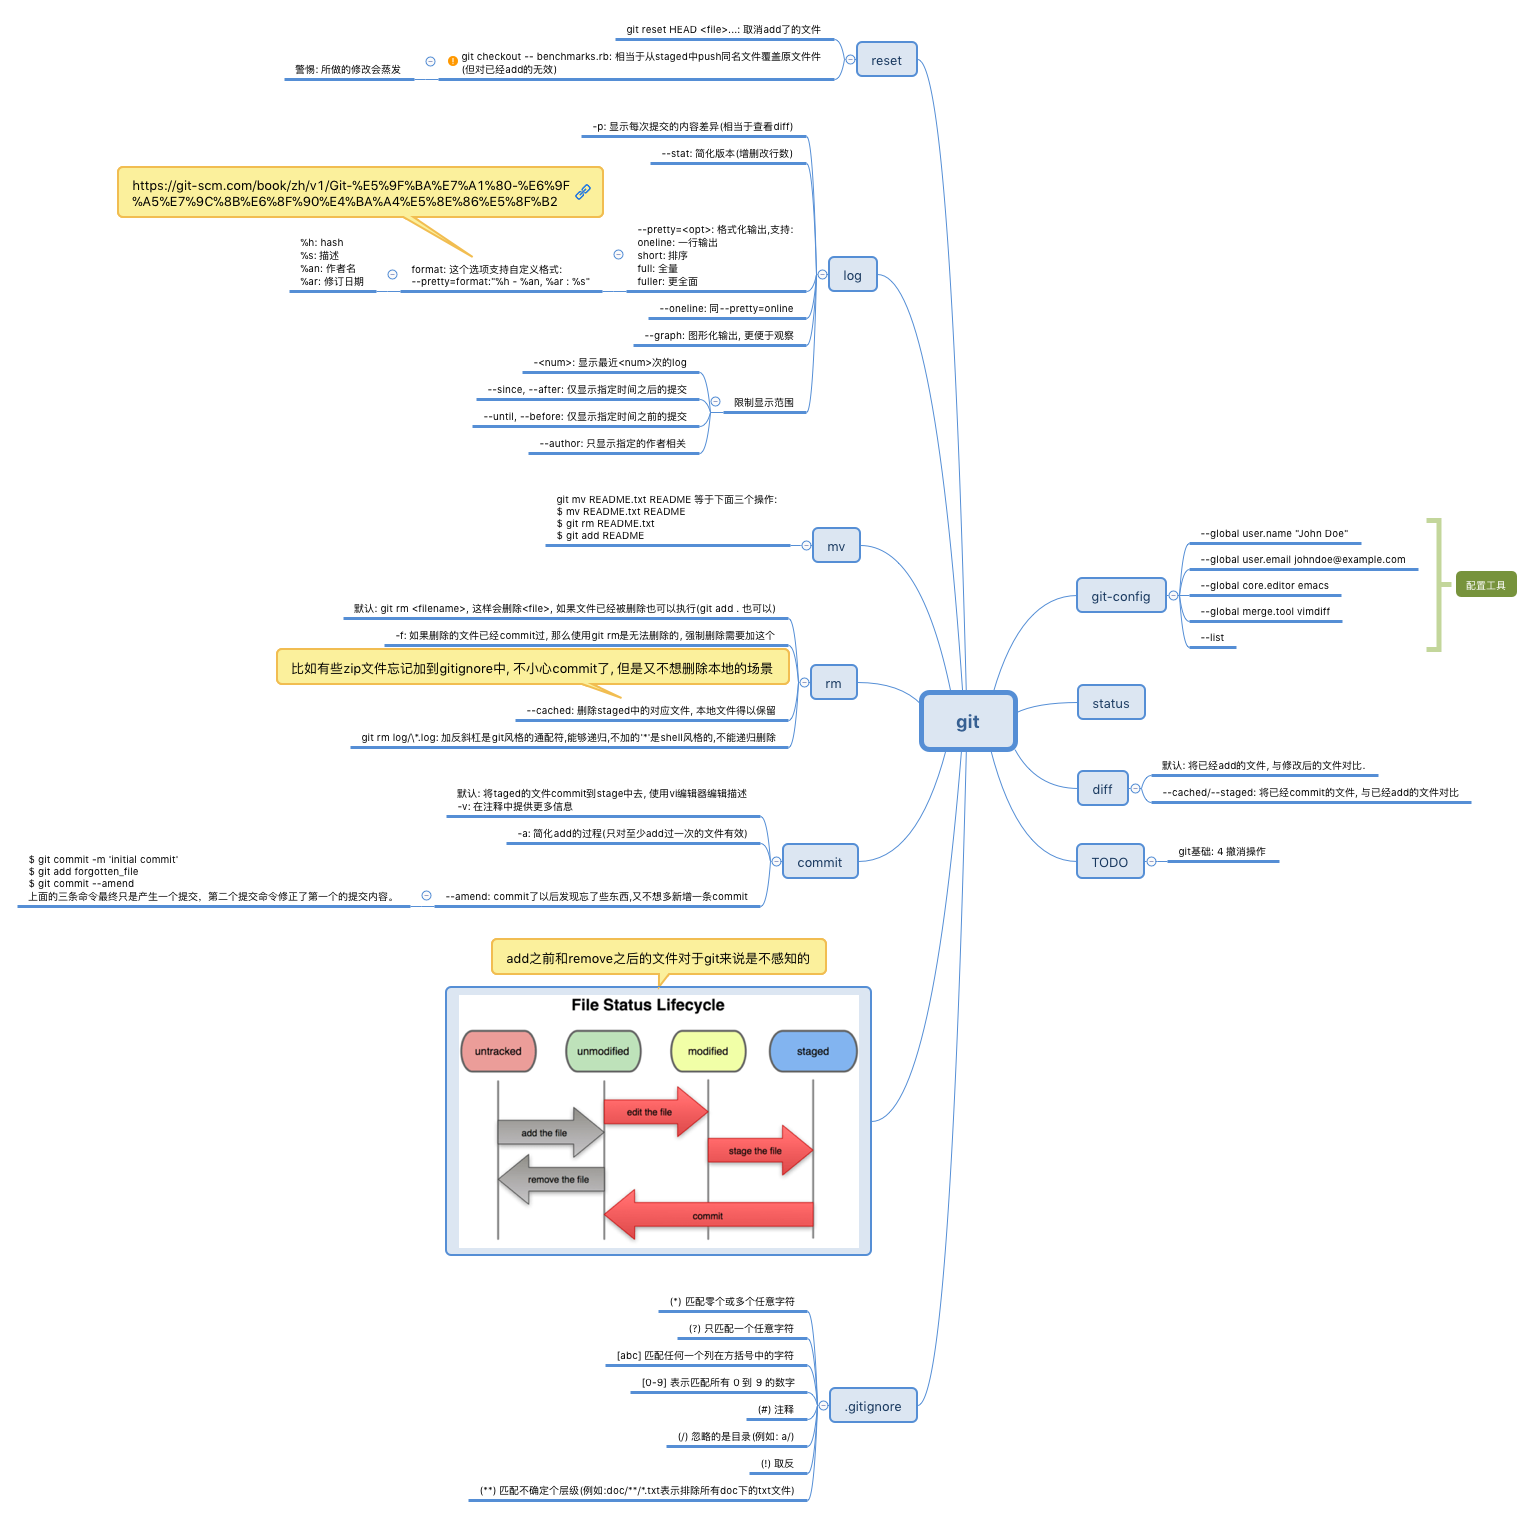 git reset HEAD <file>...: 取消add了的文件
git checkout -- benchmarks.rb: 相当于从staged中push同名文件覆盖原文件件
(但对已经add的无效)
警惕: 所做的修改会蒸发
reset
-p: 显示每次提交的内容差异(相当于查看diff)
--stat: 简化版本(增删改行数)
https://git-scm.com/book/zh/v1/Git-%E5%9F%BA%E7%A1%80-%E6%9F
%A5%E7%9C%8B%E6%8F%90%E4%BA%A4%E5%8E%86%E5%8F%B2
--pretty=<opt>: 格式化输出,支持:
oneline: 一行输出
short: 排序
full: 全量
fuller: 更全面
format: 这个选项支持自定义格式:
--pretty=format:"%h - %an, %ar : %s"
%h: hash
%s: 描述
%an: 作者名
%ar: 修订日期
log
--oneline: 同--pretty=online
--graph: 图形化输出, 更便于观察
-<num>: 显示最近<num>次的log
--since, --after: 仅显示指定时间之后的提交
--until, --before: 仅显示指定时间之前的提交
--author: 只显示指定的作者相关
限制显示范围
git mv README.txt README 等于下面三个操作:
$ mv README.txt README
$ git rm README.txt
$ git add README
mv
默认: git rm <filename>, 这样会删除<file>, 如果文件已经被删除也可以执行(git add . 也可以)
-f: 如果删除的文件已经commit过, 那么使用git rm是无法删除的, 强制删除需要加这个
比如有些zip文件忘记加到gitignore中, 不小心commit了, 但是又不想删除本地的场景
--cached: 删除staged中的对应文件, 本地文件得以保留
git rm log/\*.log: 加反斜杠是git风格的通配符,能够递归,不加的'*'是shell风格的,不能递归删除
rm
默认: 将taged的文件commit到stage中去, 使用vi编辑器编辑描述
-v: 在注释中提供更多信息
-a: 简化add的过程(只对至少add过一次的文件有效)
--amend: commit了以后发现忘了些东西,又不想多新增一条commit
$ git commit -m 'initial commit'
$ git add forgotten_file
$ git commit --amend
上面的三条命令最终只是产生一个提交，第二个提交命令修正了第一个的提交内容。
commit
add之前和remove之后的文件对于git来说是不感知的
File Status Lifecycle
untracked
unmodified
modified
staged
edit the file
add the file
stage the file
remove the file
commit
(*) 匹配零个或多个任意字符
(?) 只匹配一个任意字符
[abc] 匹配任何一个列在方括号中的字符
[0-9] 表示匹配所有 0 到 9 的数字
(#) 注释
(/) 忽略的是目录(例如: a/)
(!) 取反
(**) 匹配不确定个层级(例如:doc/**/*.txt表示排除所有doc下的txt文件)
.gitignore
git
git-config
--global user.name "John Doe"
--global user.email johndoe@example.com
--global core.editor emacs
--global merge.tool vimdiff
--list
配置工具
status
diff
默认: 将已经add的文件, 与修改后的文件对比.
--cached/--staged: 将已经commit的文件, 与已经add的文件对比
TODO
git基础: 4 撤消操作